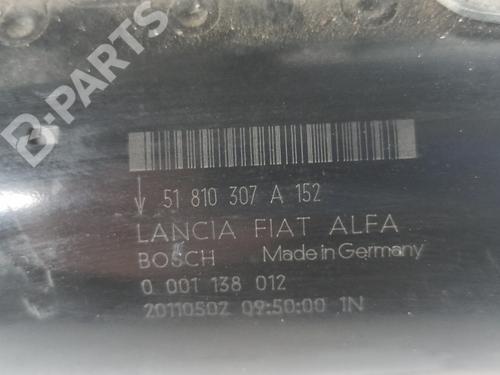 B-PARTS
51 810 307 A 152
LANCIA FIAT ALFA
BOSCH Made in Germany
0 001 138 012
20110502 09:50:00 1N